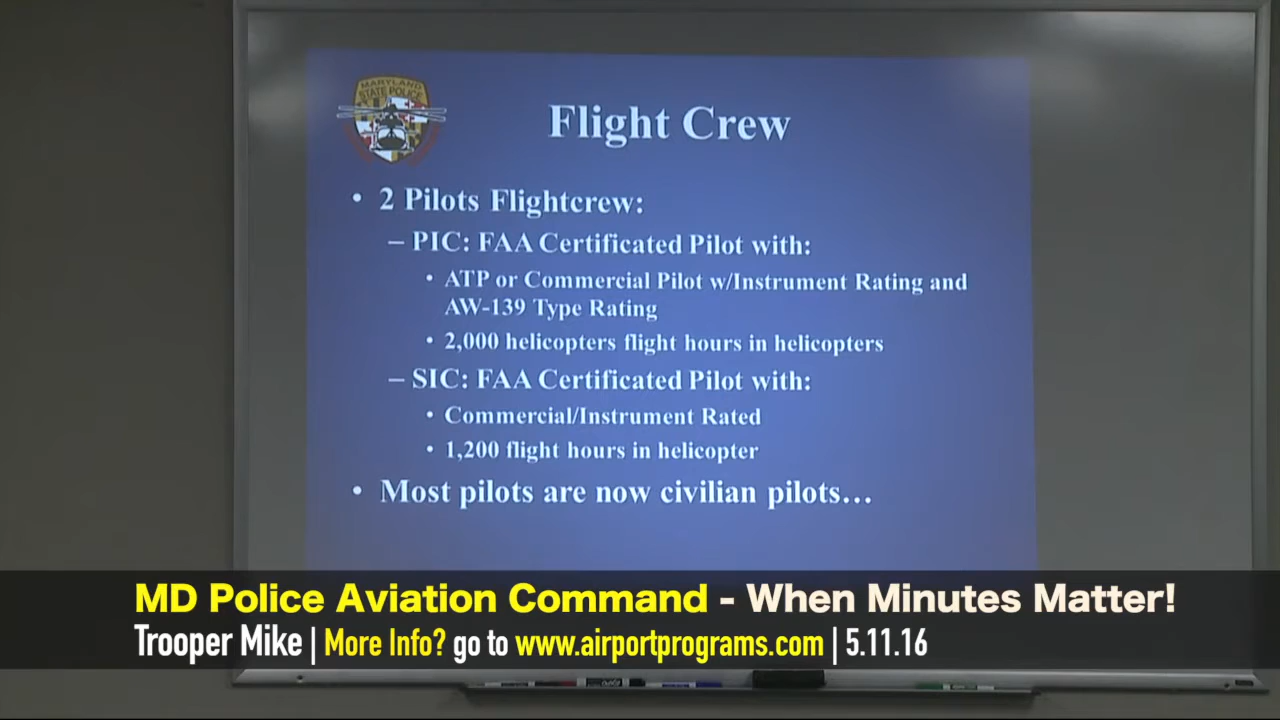 MARYLAND
STATE POLICE
Flight Crew
• 2 Pilots Flightcrew:
– PIC: FAA Certificated Pilot with:
• ATP or Commercial Pilot w/Instrument Rating and
AW-139 Type Rating
• 2,000 helicopters flight hours in helicopters
– SIC: FAA Certificated Pilot with:
• Commercial/Instrument Rated
• 1,200 flight hours in helicopter
• Most pilots are now civilian pilots…
MD Police Aviation Command - When Minutes Matter!
Trooper Mike | More Info? go to www.airportprograms.com | 5.11.16